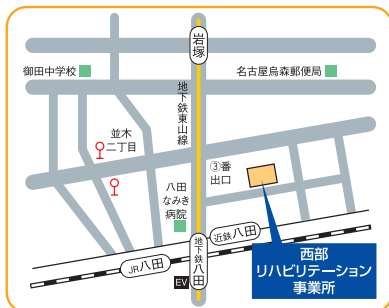 岩塚
御田中学校
名古屋烏森郵便局
地下鉄東山線
並木
二丁目
③番
出口
八田
なみき
病院
近鉄八田
地下鉄八田
JR八田
EV
西部
リハビリテーション
事業所